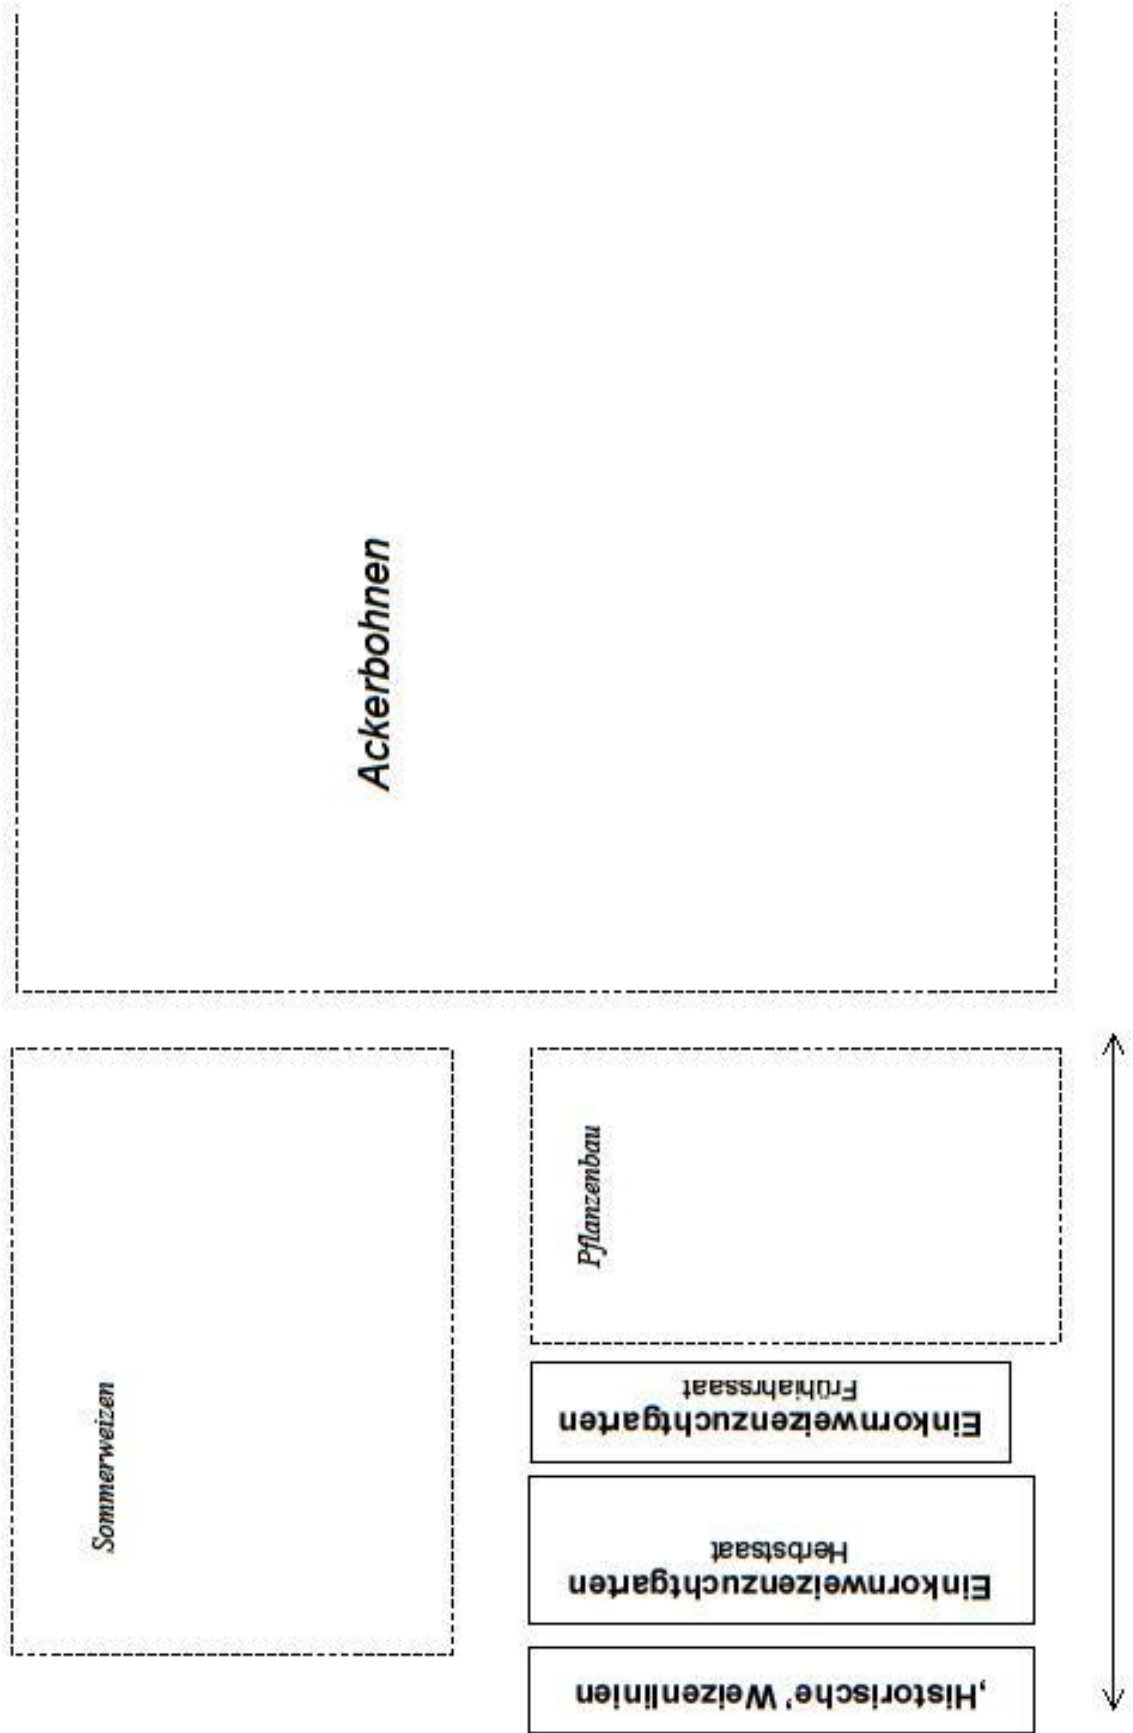 Ackerbohnen
Sommerweizen
Pflanzenbau
Einkornweizenzuchtgarten
Frühjahrssaat
Einkornweizenzuchtgarten
Herbstsaat
‚Historische’ Weizenlinien